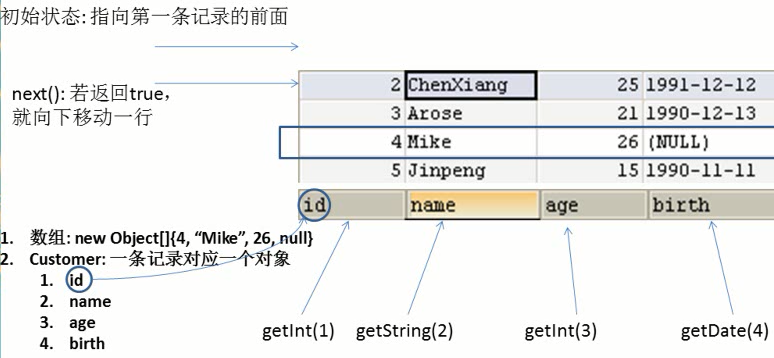 初始状态: 指向第一条记录的前面
next(): 若返回true，
就向下移动一行
2 ChenXiang 25 1991-12-12
3 Arose 21 1990-12-13
4 Mike 26 (NULL)
5 Jinpeng 15 1990-11-11
id name age birth
1. 数组: new Object[]{4, “Mike”, 26, null}
2. Customer: 一条记录对应一个对象
1. id
2. name
3. age
4. birth
getInt(1) getString(2) getInt(3) getDate(4)